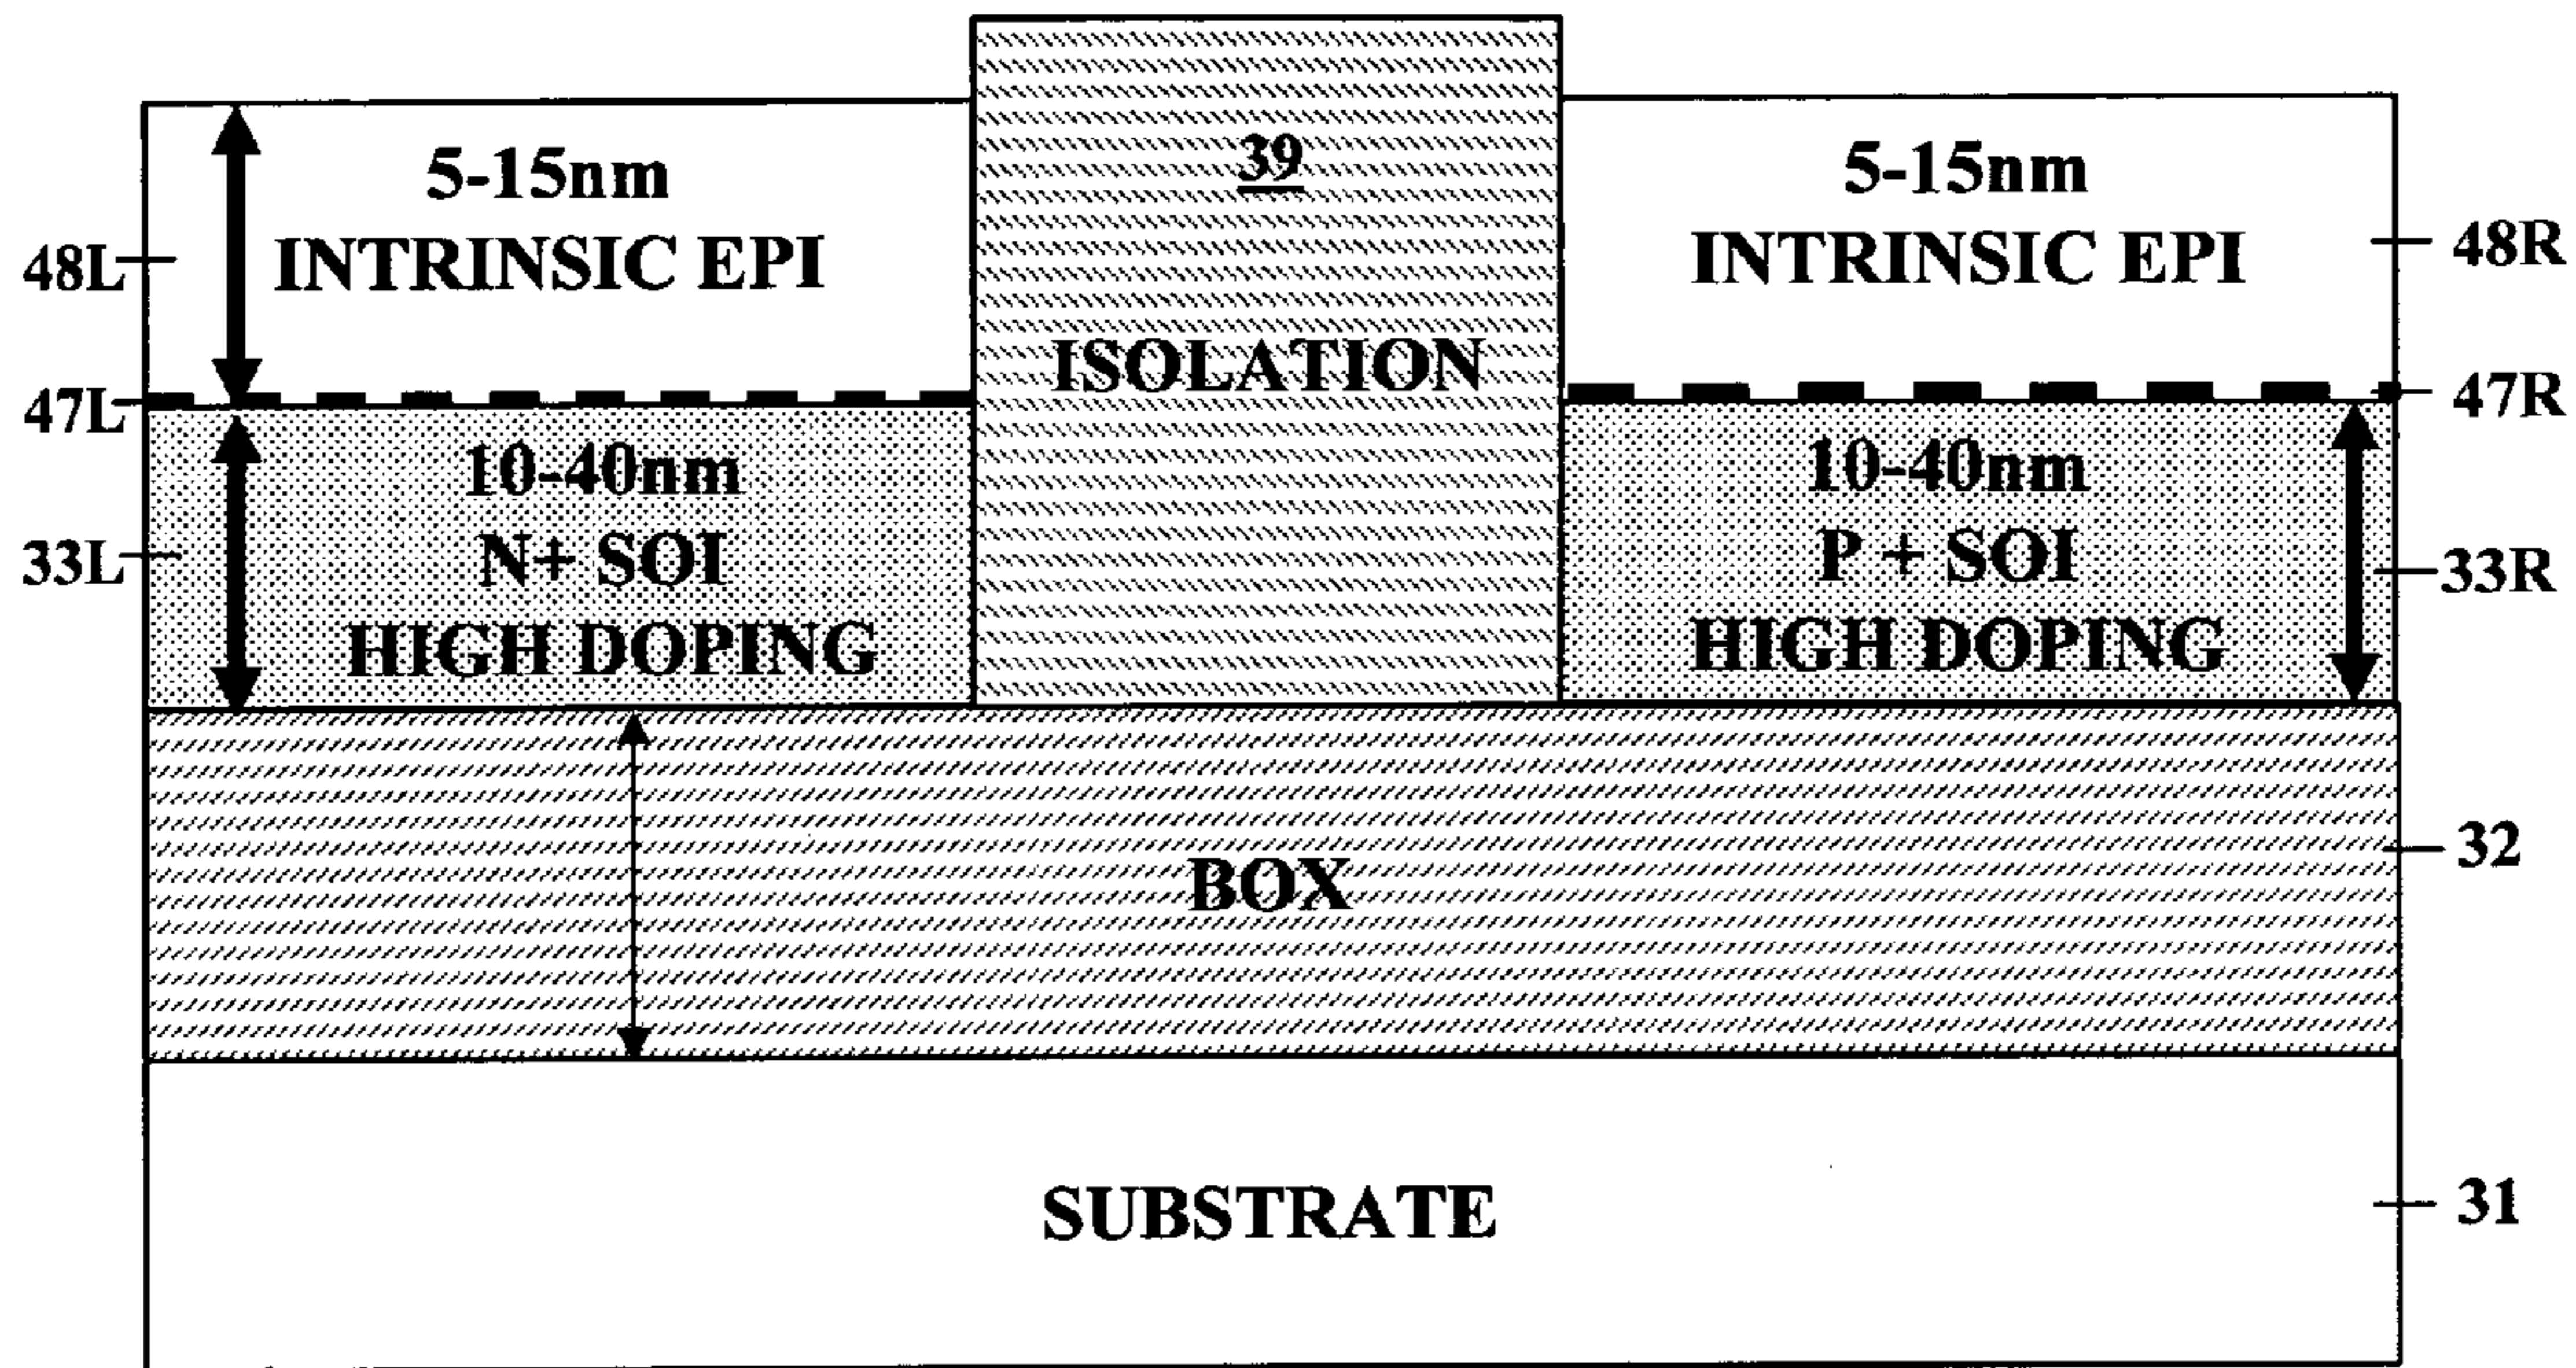 39
5-15nm
INTRINSIC EPI
48L
5-15nm
INTRINSIC EPI
48R
ISOLATION
47L
47R
10-40nm
N+ SOI
HIGH DOPING
33L
10-40nm
P + SOI
HIGH DOPING
33R
BOX
32
SUBSTRATE
31